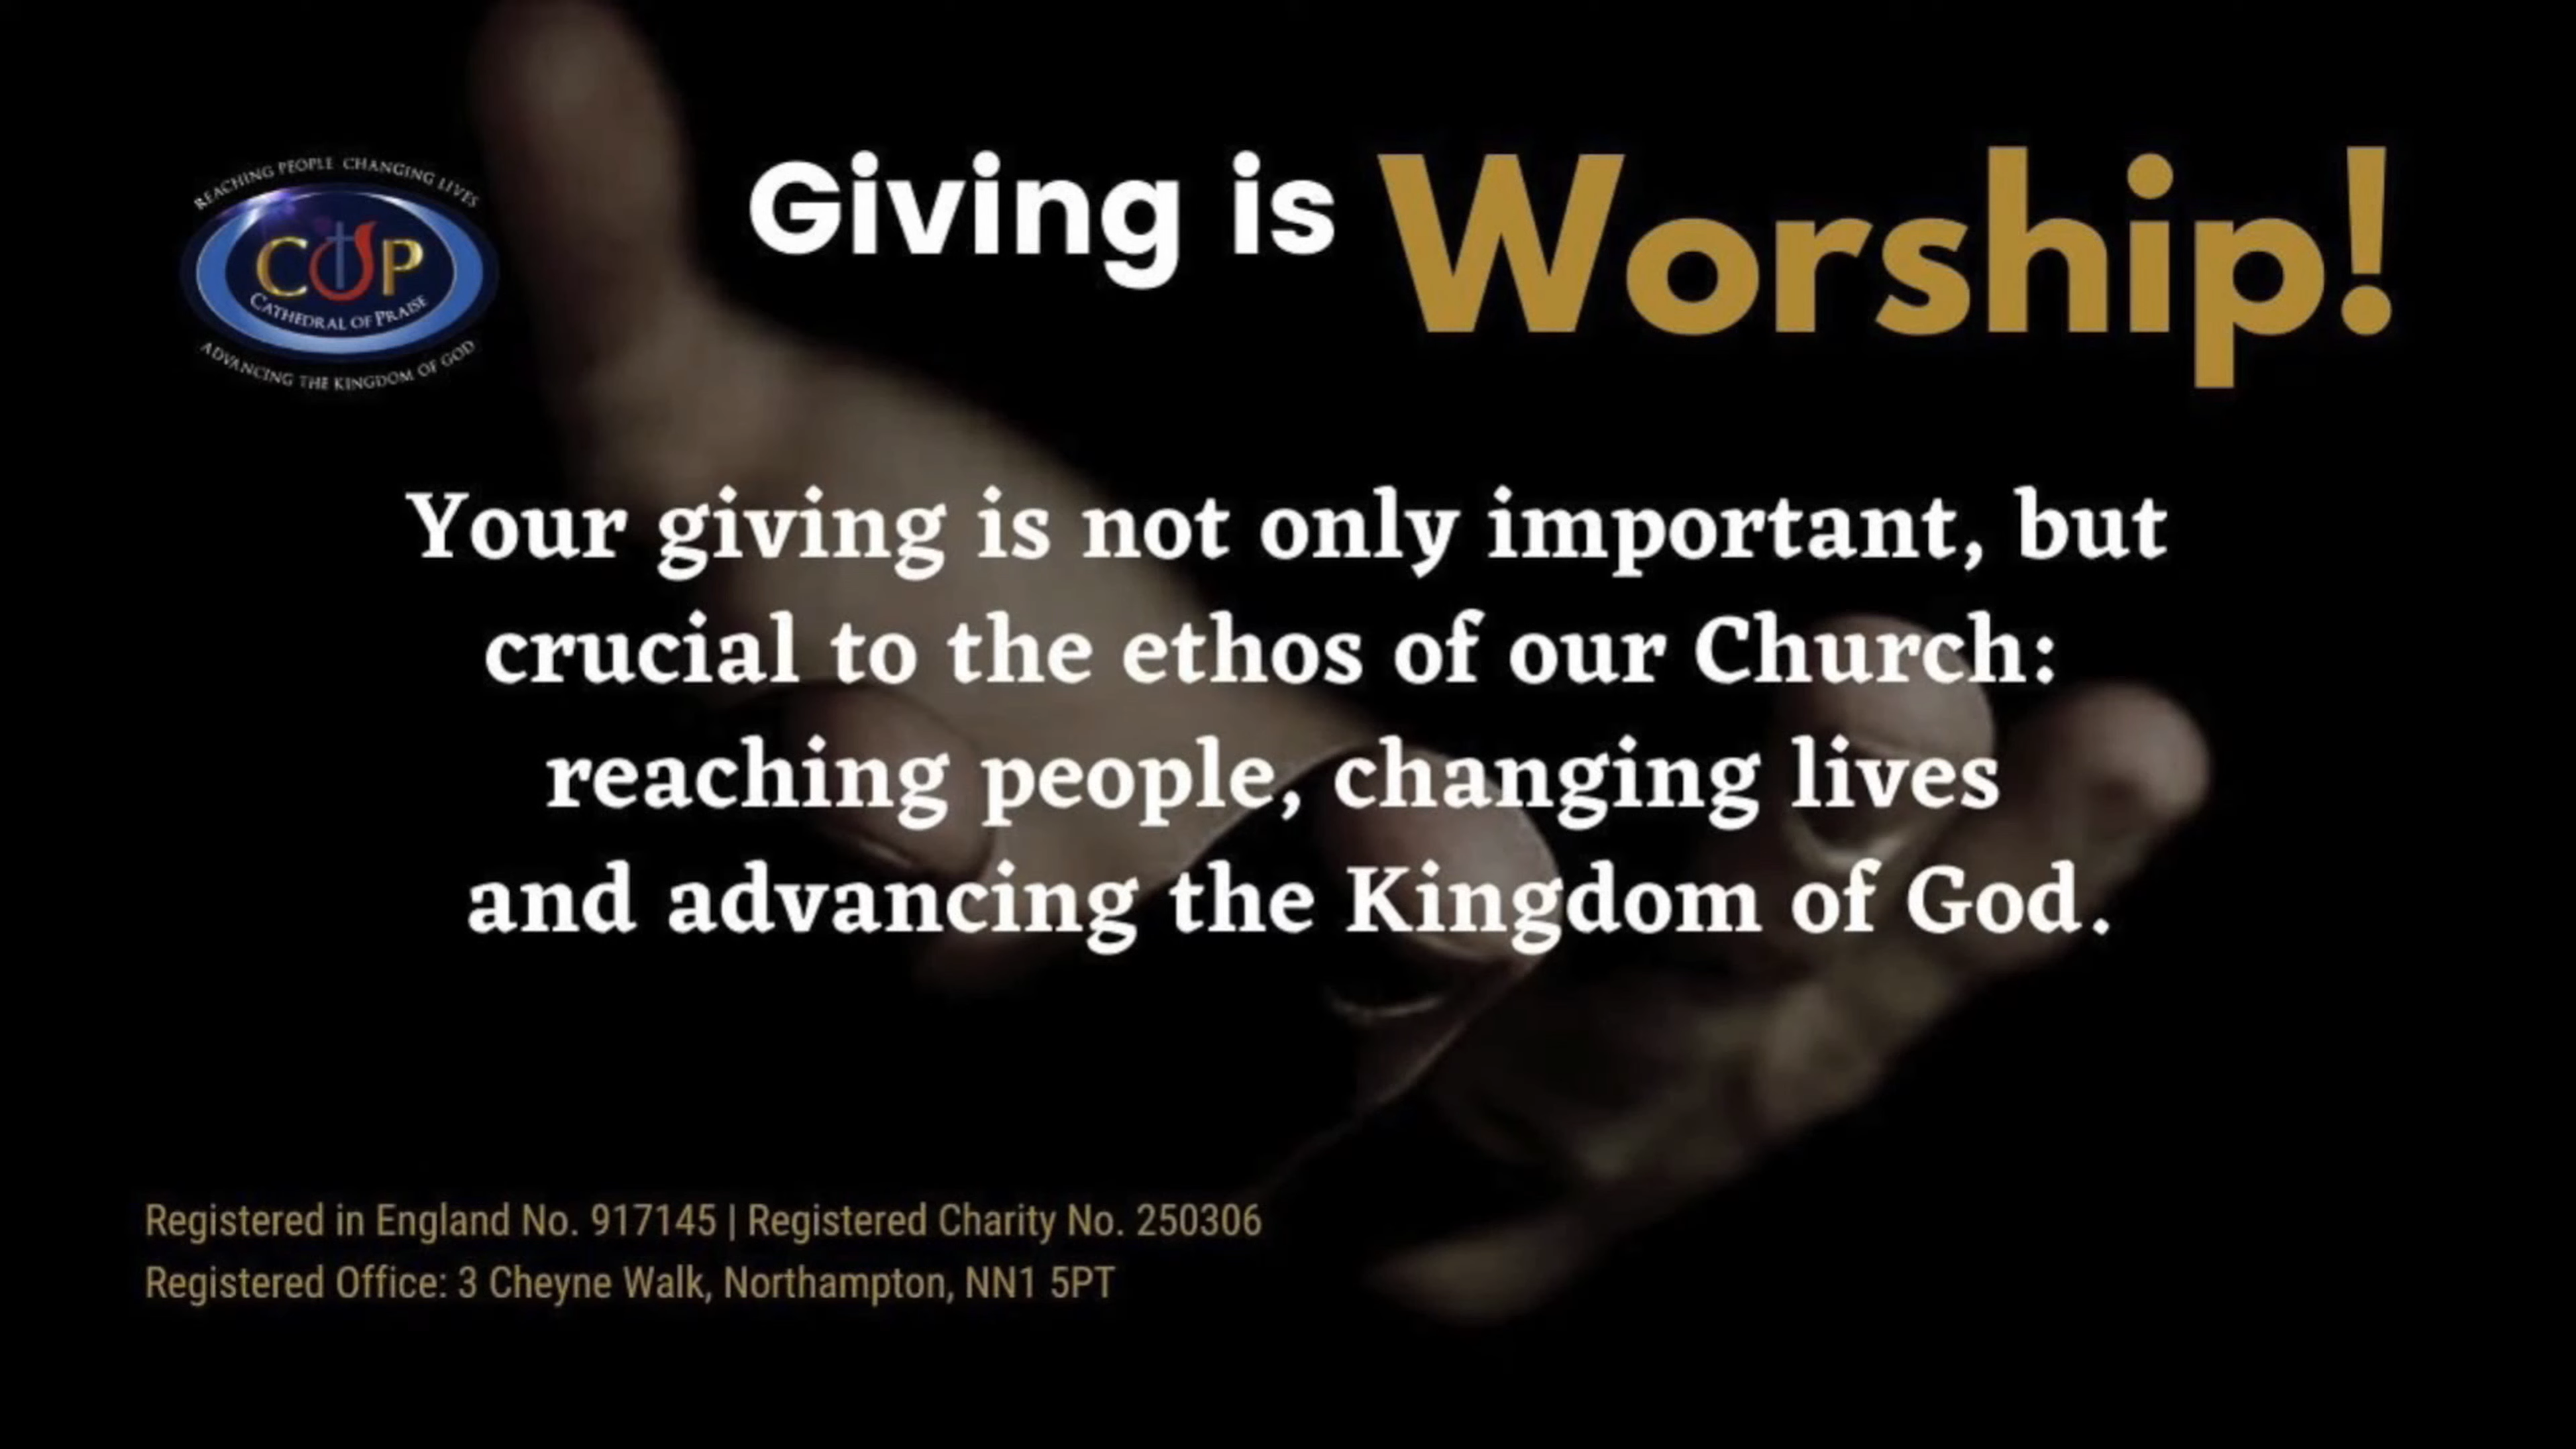 REACHING PEOPLE CHANGING LIVES
COP
CATHEDRAL OF PRAISE
ADVANCING THE KINGDOM OF GOD
Giving is Worship!
Your giving is not only important, but
crucial to the ethos of our Church:
reaching people, changing lives
and advancing the Kingdom of God.
Registered in England No. 917145 | Registered Charity No. 250306
Registered Office: 3 Cheyne Walk, Northampton, NN1 5PT